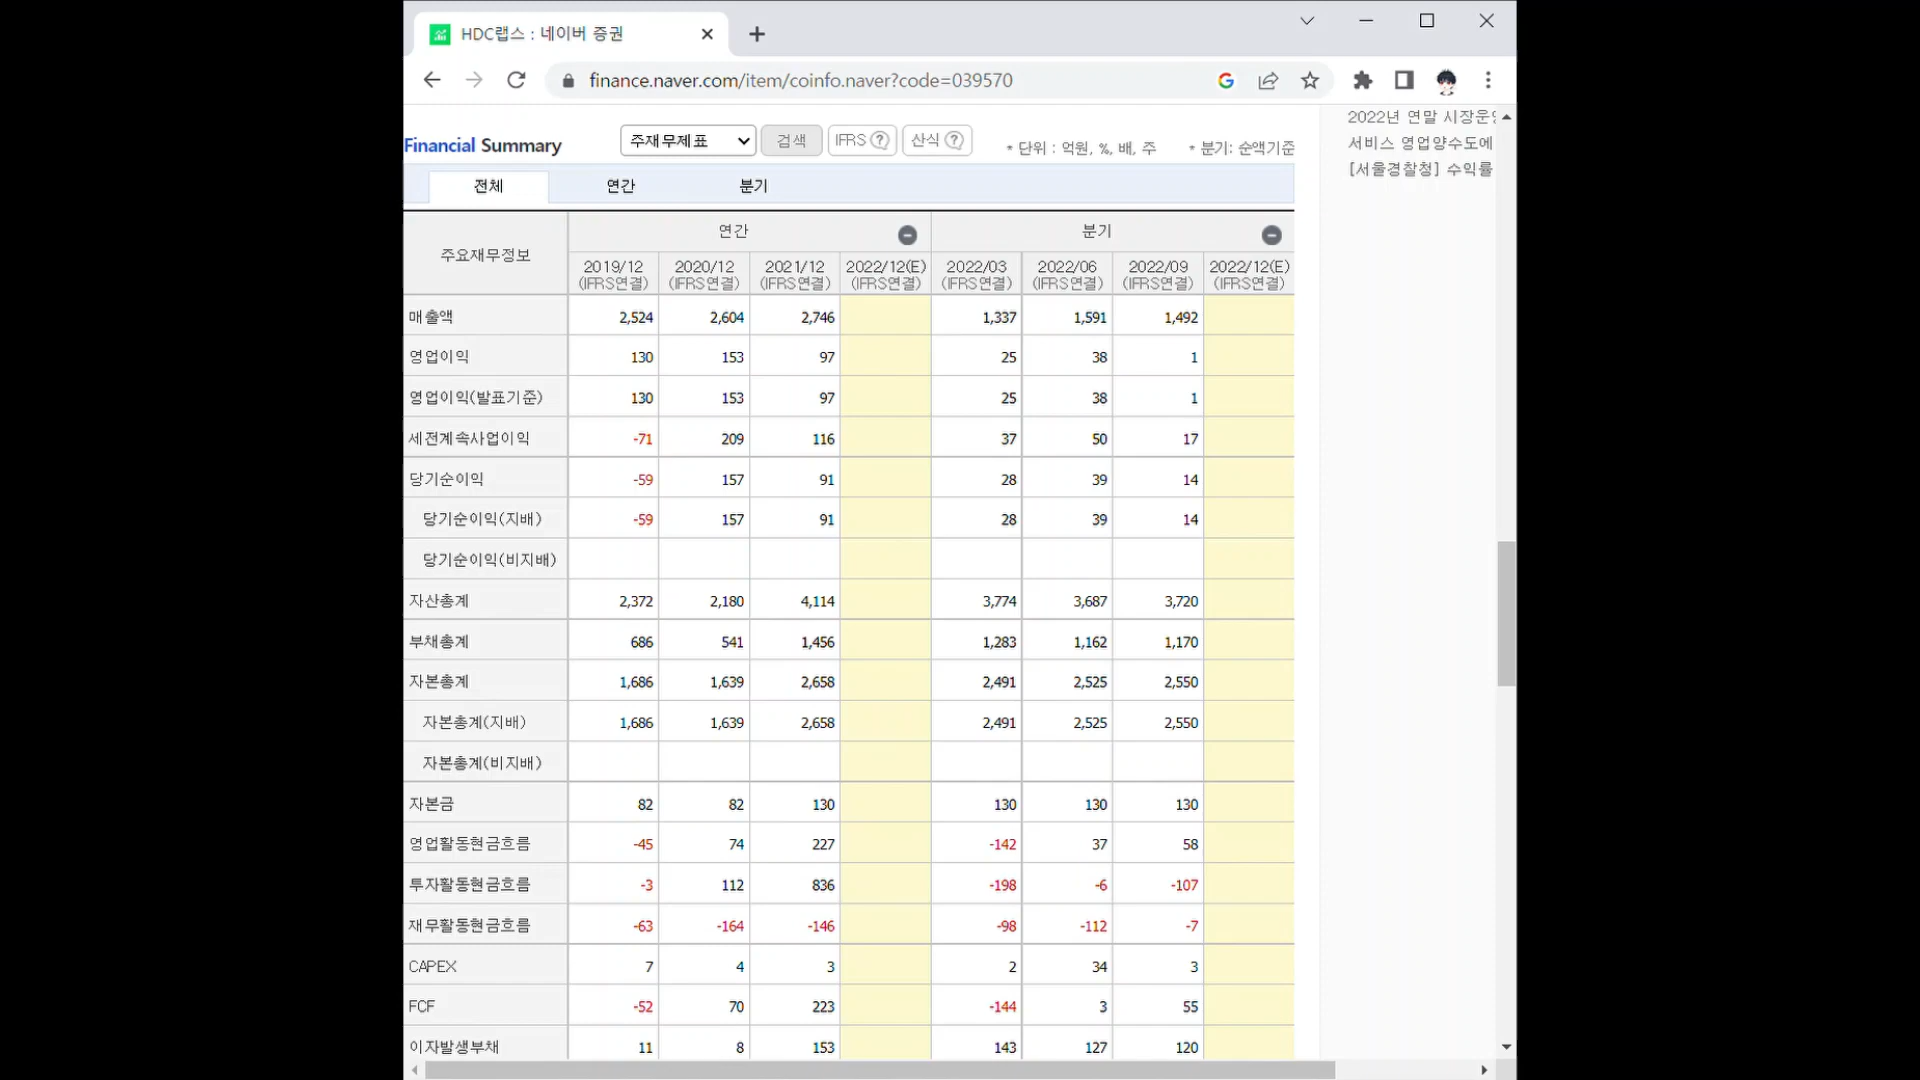 HDC랩스 : 네이버 증권
finance.naver.com/item/coinfo.naver?code=039570
Financial Summary 주재무제표 검색 IFRS ? 산식 ? * 단위 : 억원, %, 배, 주 * 분기: 순액기준
2022년 연말 시장운영
서비스 영업양수도에
[서울경찰청] 수익률
전체 연간 분기
주요재무정보 연간 분기
2019/12 2020/12 2021/12 2022/12(E) 2022/03 2022/06 2022/09 2022/12(E)
(IFRS연결) (IFRS연결) (IFRS연결) (IFRS연결) (IFRS연결) (IFRS연결) (IFRS연결) (IFRS연결)
매출액 2,524 2,604 2,746 1,337 1,591 1,492
영업이익 130 153 97 25 38 1
영업이익(발표기준) 130 153 97 25 38 1
세전계속사업이익 -71 209 116 37 50 17
당기순이익 -59 157 91 28 39 14
당기순이익(지배) -59 157 91 28 39 14
당기순이익(비지배)
자산총계 2,372 2,180 4,114 3,774 3,687 3,720
부채총계 686 541 1,456 1,283 1,162 1,170
자본총계 1,686 1,639 2,658 2,491 2,525 2,550
자본총계(지배) 1,686 1,639 2,658 2,491 2,525 2,550
자본총계(비지배)
자본금 82 82 130 130 130 130
영업활동현금흐름 -45 74 227 -142 37 58
투자활동현금흐름 -3 112 836 -198 -6 -107
재무활동현금흐름 -63 -164 -146 -98 -112 -7
CAPEX 7 4 3 2 34 3
FCF -52 70 223 -144 3 55
이자발생부채 11 8 153 143 127 120